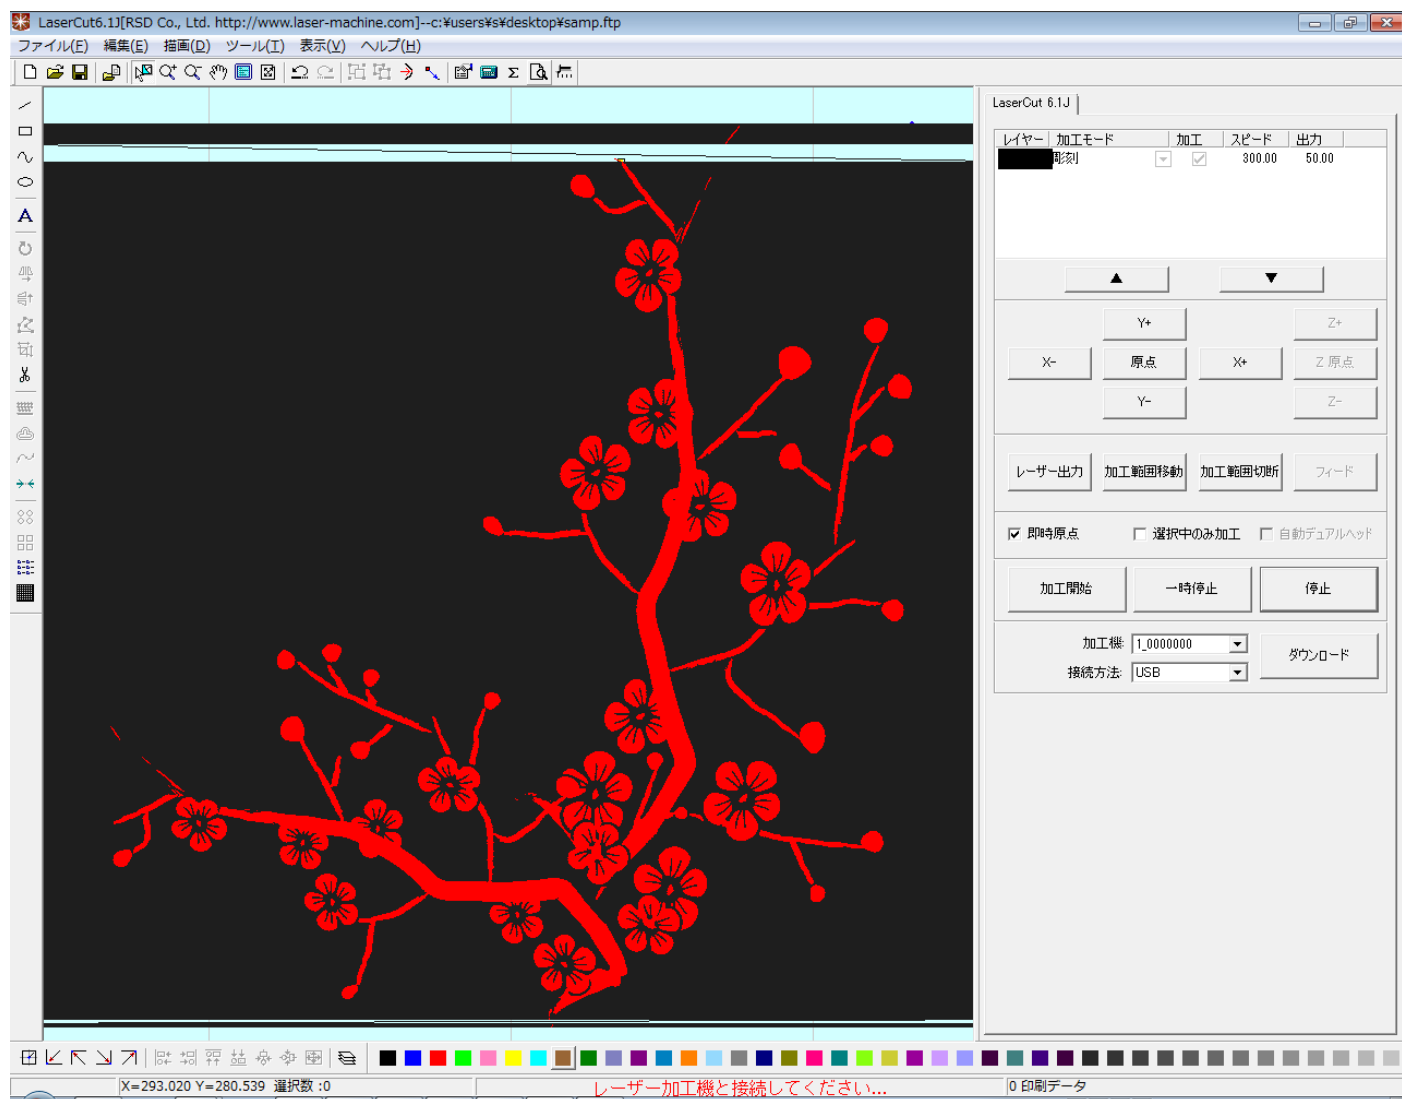 LaserCut6.1J[RSD Co., Ltd. http://www.laser-machine.com]--c:¥users¥s¥desktop¥samp.ftp
ファイル(F) 編集(E) 描画(D) ツール(T) 表示(V) ヘルプ(H)
LaserCut 6.1J
レイヤー 加工モード 加工 スピード 出力
彫刻 300.00 50.00
▲ ▼
Y+ Z+
X- 原点 X+ Z 原点
Y- Z-
レーザー出力 加工範囲移動 加工範囲切断 フィード
即時原点 選択中のみ加工 自動デュアルヘッド
加工開始 一時停止 停止
加工機: 1_0000000
接続方法: USB
ダウンロード
X=293.020 Y=280.539 選択数 :0
レーザー加工機と接続してください...
0 印刷データ